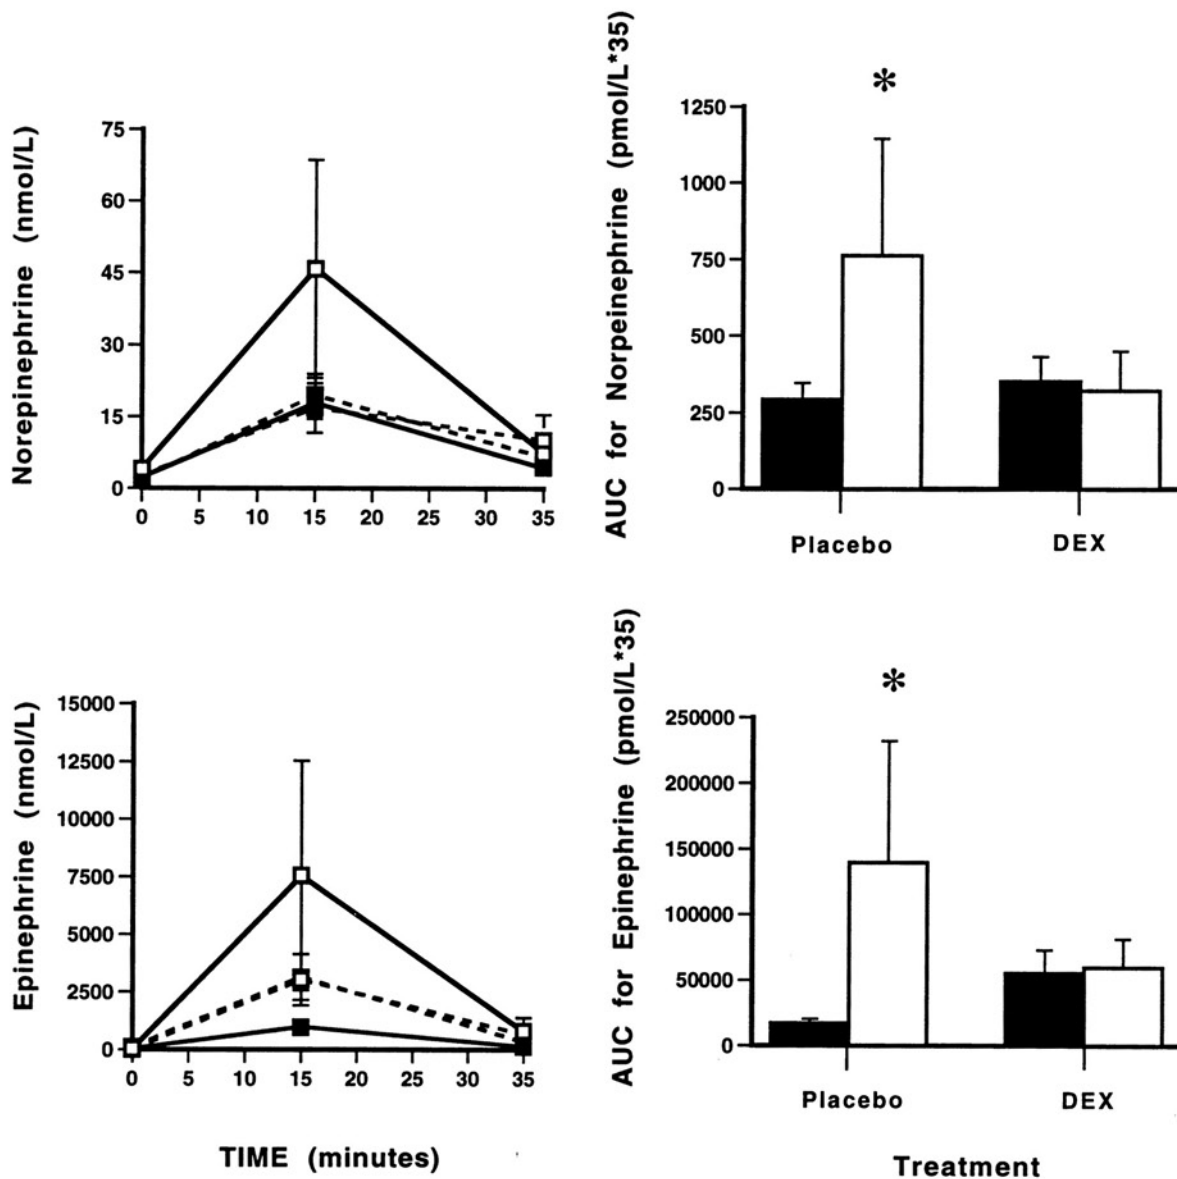 Norepinephrine (nmol/L)
75
60
45
30
15
0
0 5 10 15 20 25 30 35
AUC for Norpeinephrine (pmol/L*35)
*
1250
1000
750
500
250
0
Placebo DEX
Epinephrine (nmol/L)
15000
12500
10000
7500
5000
2500
0
0 5 10 15 20 25 30 35
TIME (minutes)
AUC for Epinephrine (pmol/L*35)
*
250000
200000
150000
100000
50000
0
Placebo DEX
Treatment